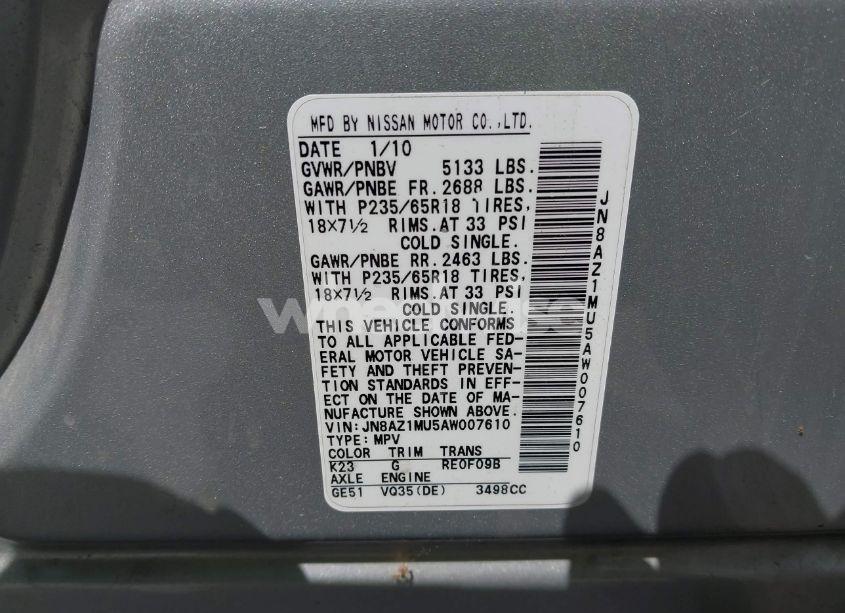 MFD BY NISSAN MOTOR CO.,LTD.
DATE 1/10
GVWR/PNBV 5133 LBS.
GAWR/PNBE FR. 2688 LBS.
WITH P235/65R18 TIRES,
18×7½ RIMS. AT 33 PSI
COLD SINGLE.
GAWR/PNBE RR. 2463 LBS.
WITH P235/65R18 TIRES,
18×7½ RIMS. AT 33 PSI
COLD SINGLE.
THIS VEHICLE CONFORMS
TO ALL APPLICABLE FED-
ERAL MOTOR VEHICLE SA-
FETY AND THEFT PREVEN-
TION STANDARDS IN EFF-
ECT ON THE DATE OF MA-
NUFACTURE SHOWN ABOVE.
VIN:JN8AZ1MU5AW007610
TYPE: MPV
COLOR TRIM TRANS
K23 G RE0F09B
AXLE ENGINE
GE51 VQ35(DE) 3498CC
JN8AZ1MU5AW007610